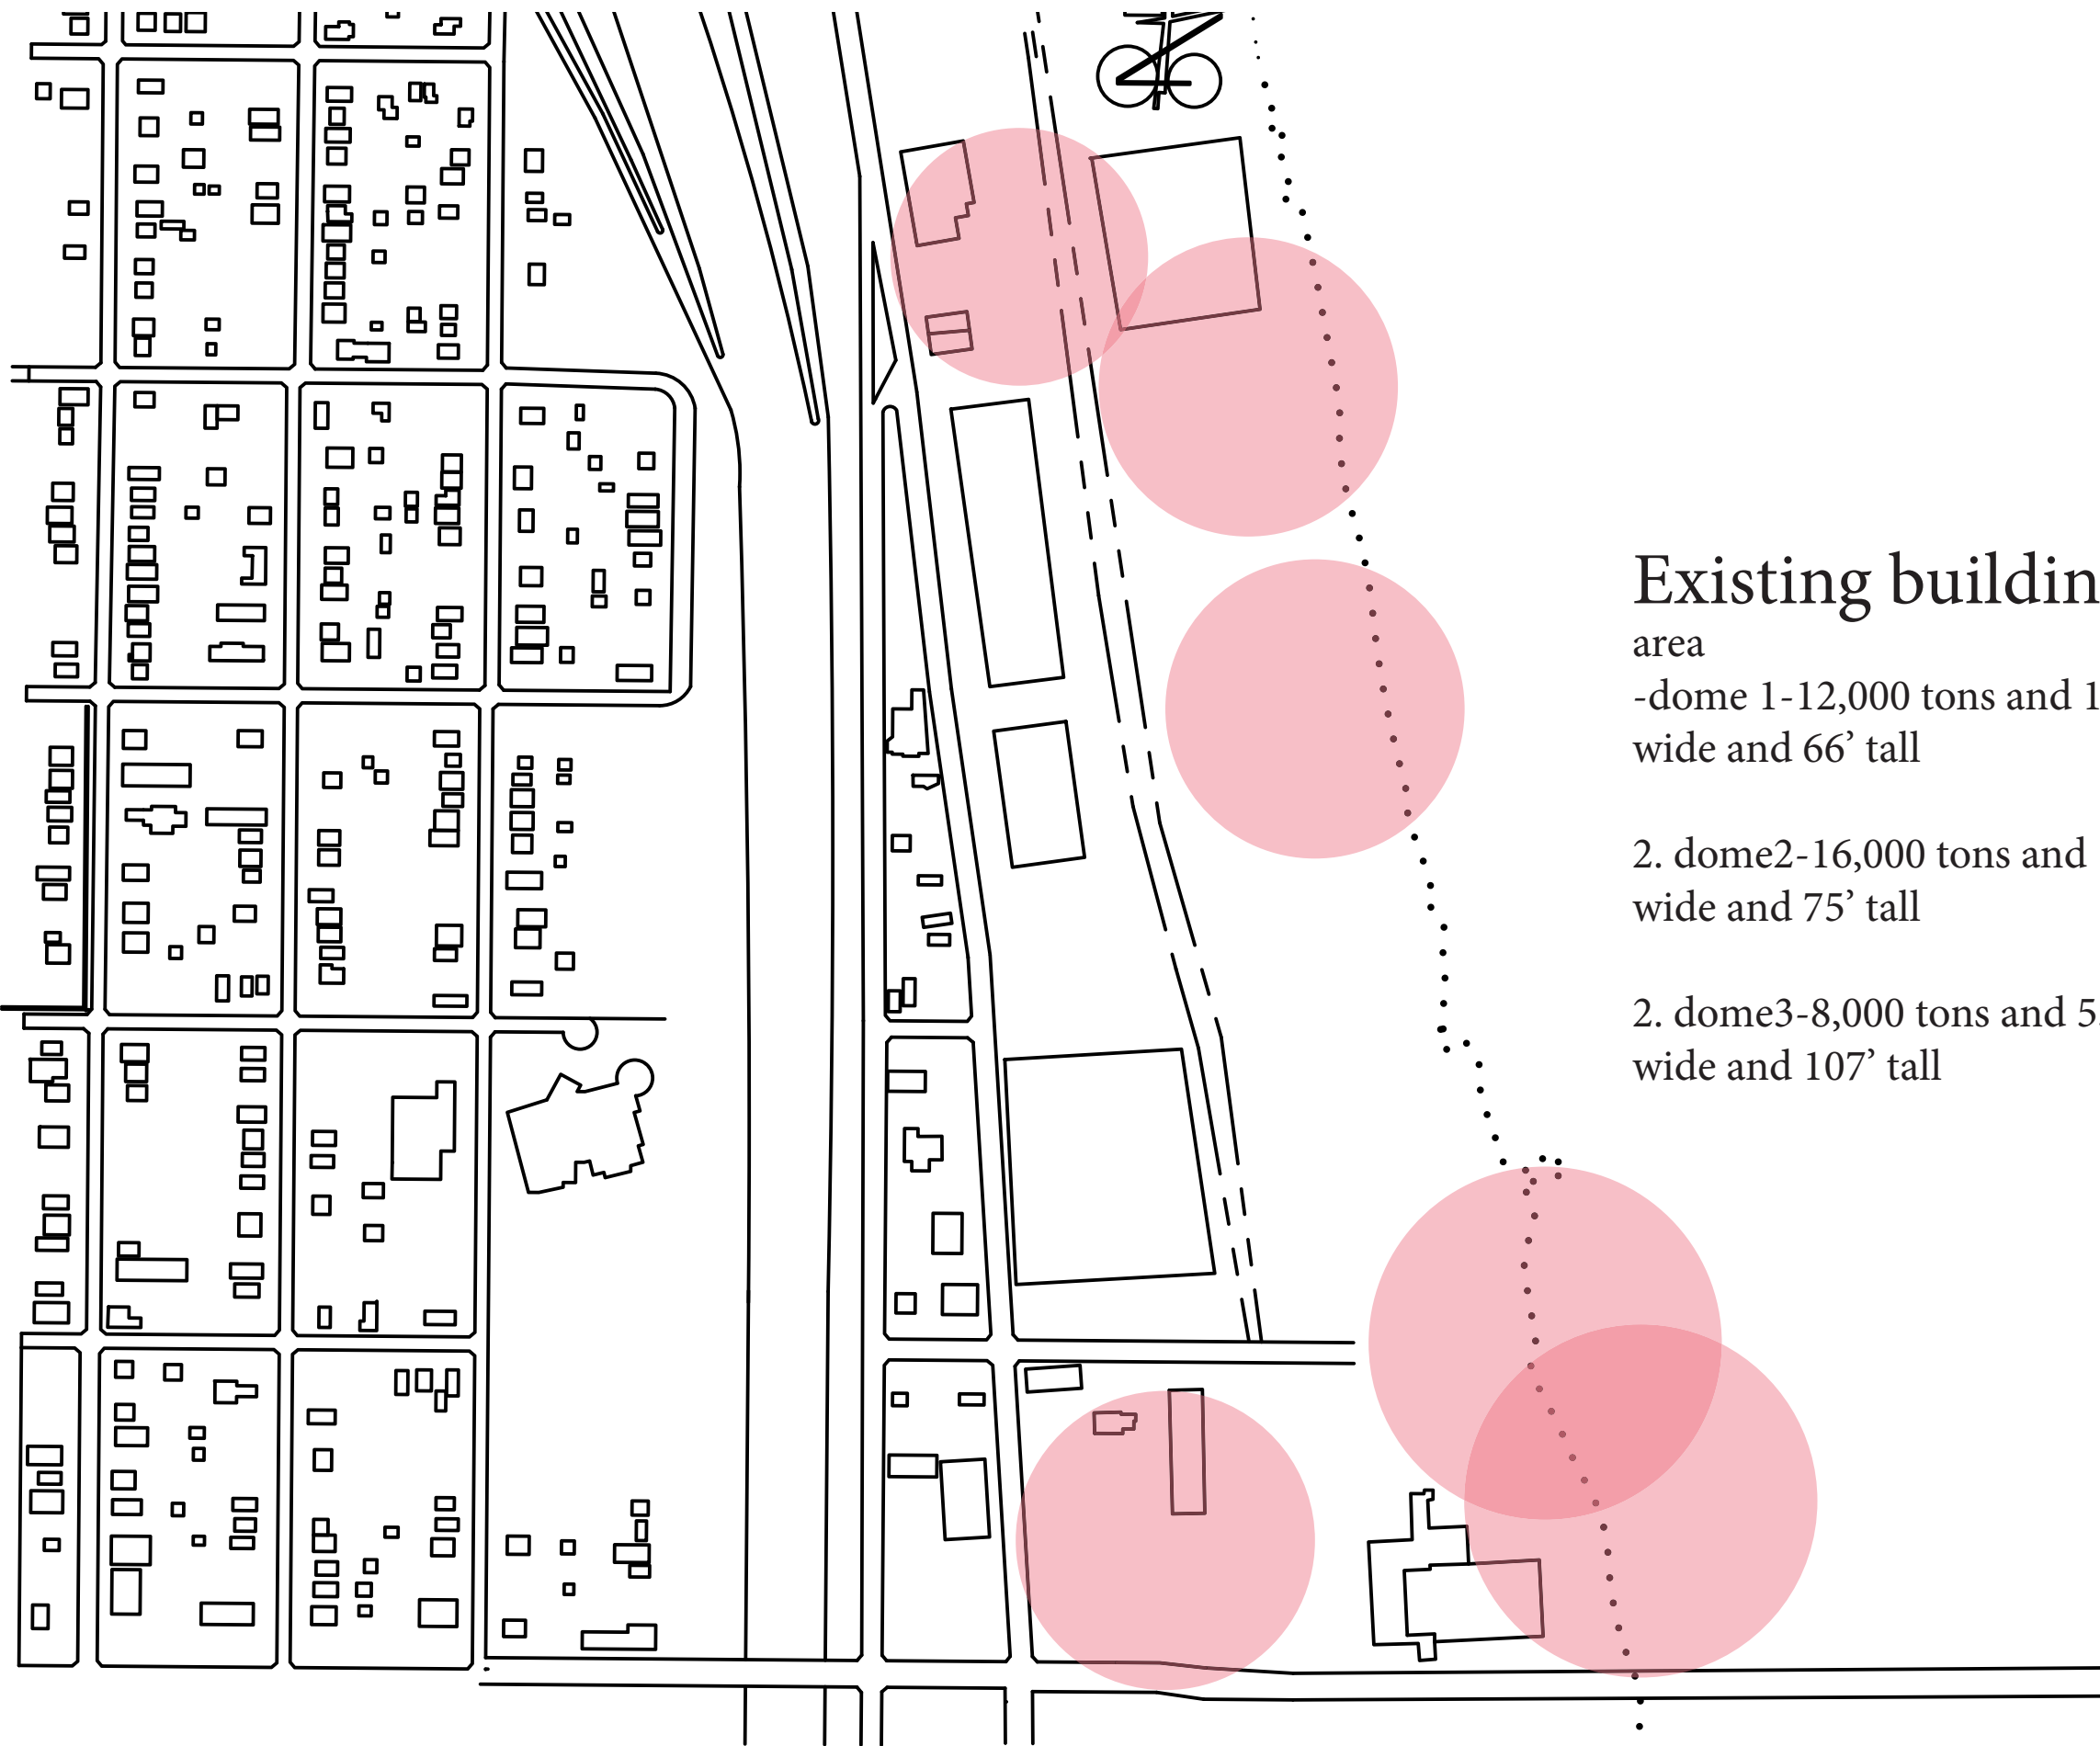 Existing buildin
area
-dome 1-12,000 tons and 1
wide and 66’ tall
2. dome2-16,000 tons and
wide and 75’ tall
2. dome3-8,000 tons and 5
wide and 107’ tall